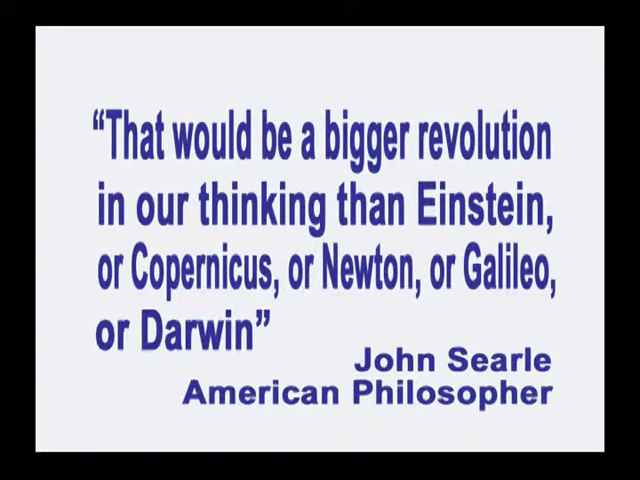 “That would be a bigger revolution
in our thinking than Einstein,
or Copernicus, or Newton, or Galileo,
or Darwin”
John Searle
American Philosopher